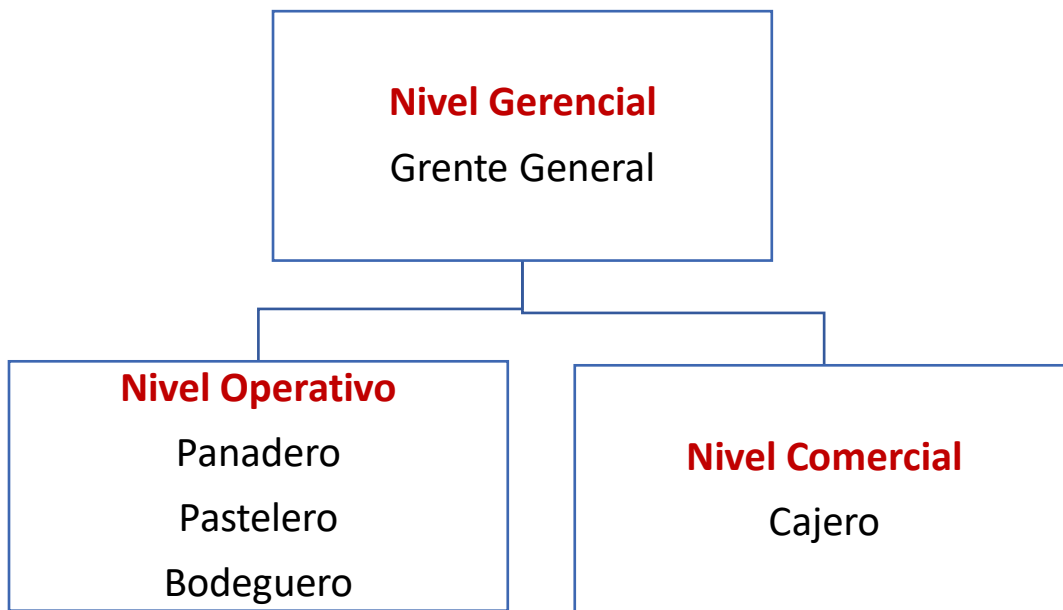 Nivel Gerencial
Grente General
Nivel Operativo
Panadero
Pastelero
Bodeguero
Nivel Comercial
Cajero